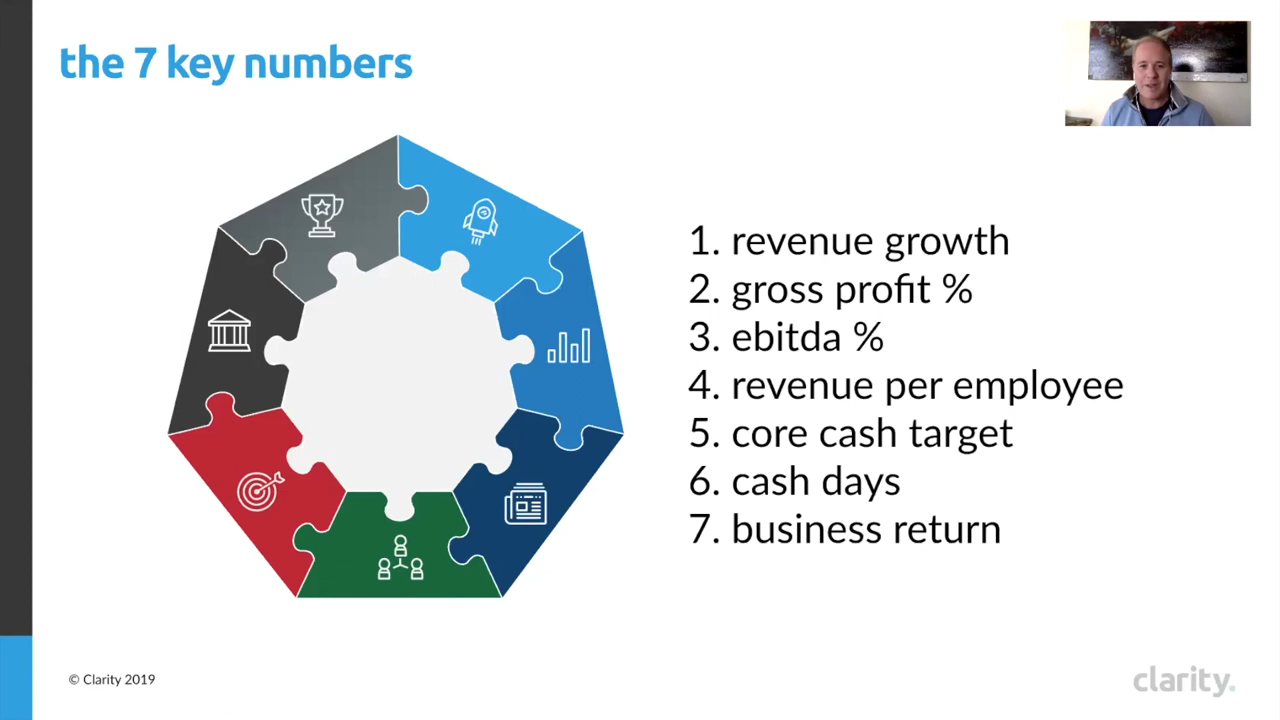 the 7 key numbers
1. revenue growth
2. gross profit %
3. ebitda %
4. revenue per employee
5. core cash target
6. cash days
7. business return
© Clarity 2019
clarity.